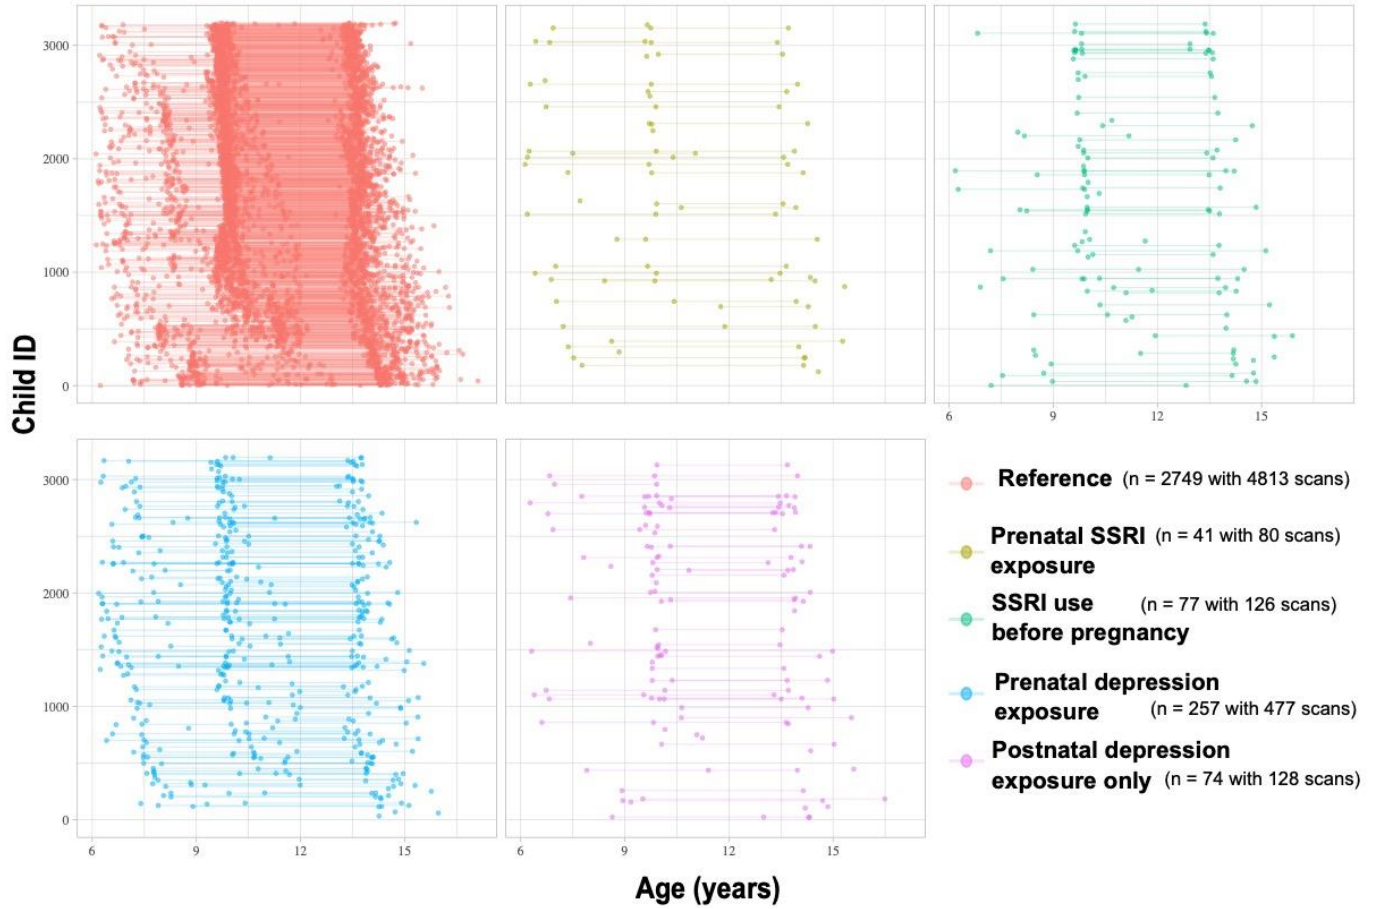 3000
2000
1000
0
6
9
12
15
Child ID
3000
2000
1000
0
6
9
12
15
6
9
12
15
Age (years)
Reference (n = 2749 with 4813 scans)
Prenatal SSRI (n = 41 with 80 scans)
exposure
SSRI use (n = 77 with 126 scans)
before pregnancy
Prenatal depression
exposure (n = 257 with 477 scans)
Postnatal depression
exposure only (n = 74 with 128 scans)